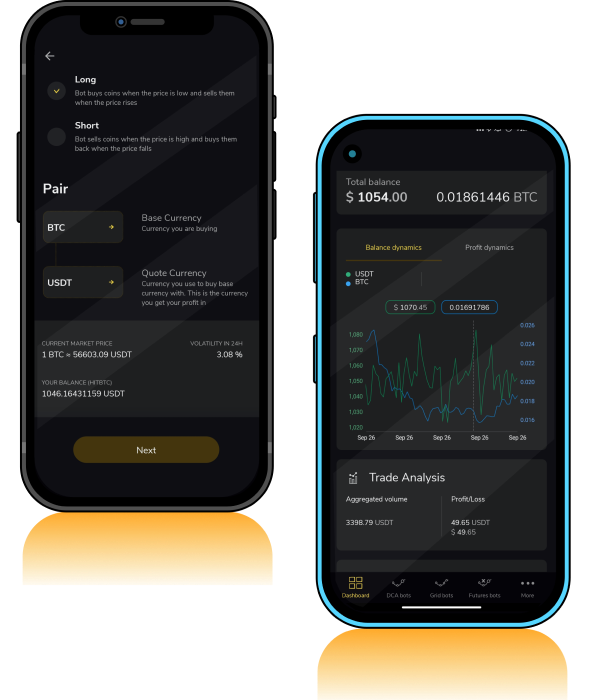 Long
Bot buys coins when the price is low and sells them
when the price rises
Short
Bot sells coins when the price is high and buys them
back when the price falls
Pair
BTC
Base Currency
Currency you are buying
USDT
Quote Currency
Currency you use to buy base
currency with. This is the currency
you get your profit in
CURRENT MARKET PRICE
VOLATILITY IN 24H
1 BTC ≈ 56603.09 USDT
3.08 %
YOUR BALANCE (HITBTC)
1046.16431159 USDT
Next
Total balance
$ 1054.00
0.01861446 BTC
Balance dynamics
Profit dynamics
USDT
BTC
$ 1070.45
0.01691786
1,080
1,070
1,060
1,050
1,040
1,030
1,020
0.026
0.024
0.022
0.020
0.018
0.016
Sep 26 Sep 26 Sep 26 Sep 26 Sep 26
Trade Analysis
Aggregated volume
Profit/Loss
3398.79 USDT
49.65 USDT
$ 49.65
Dashboard
DCA bots
Grid bots
Futures bots
More